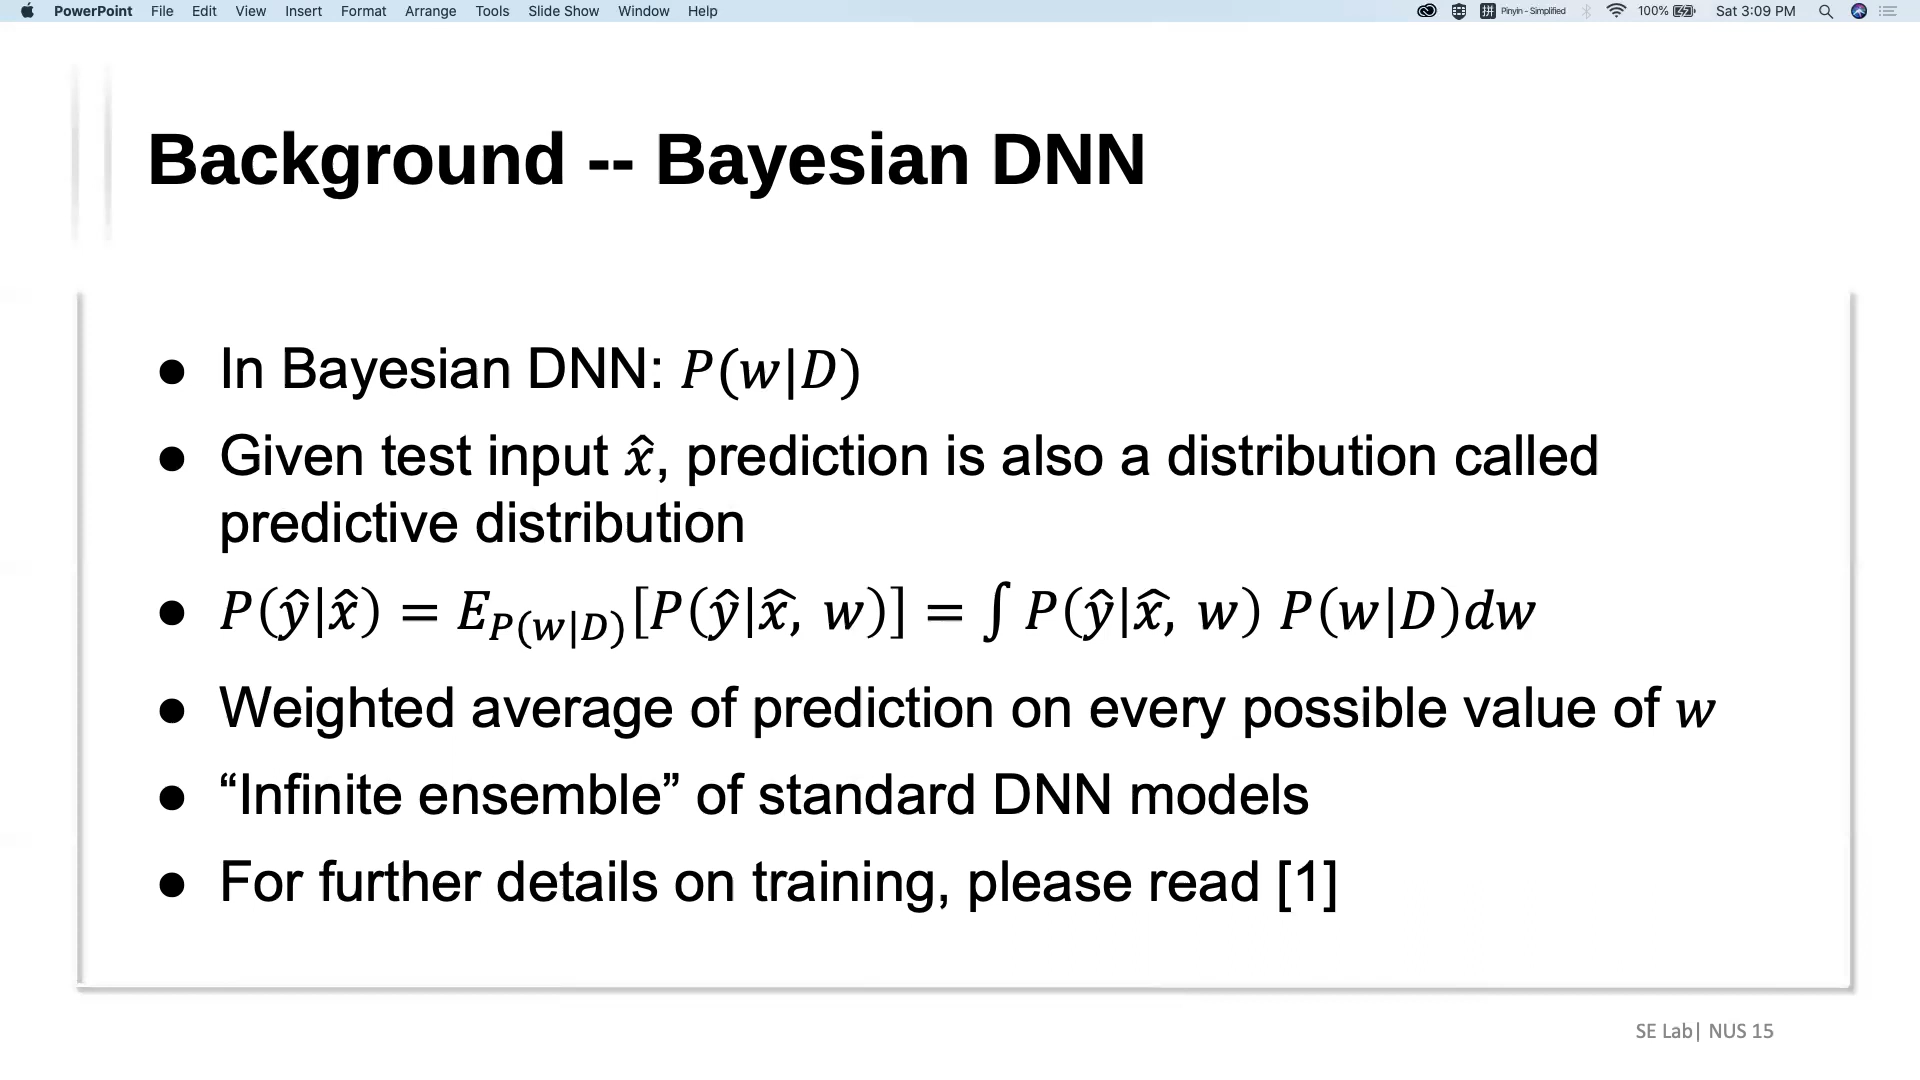 PowerPoint File Edit View Insert Format Arrange Tools Slide Show Window Help 拼 Pinyin - Simplified 100% Sat 3:09 PM
Background -- Bayesian DNN
● In Bayesian DNN: P(w|D)
● Given test input x̂, prediction is also a distribution called
predictive distribution
● P(ŷ|x̂) = E_{P(w|D)}[P(ŷ|x̂, w)] = ∫ P(ŷ|x̂, w) P(w|D)dw
● Weighted average of prediction on every possible value of w
● “Infinite ensemble” of standard DNN models
● For further details on training, please read [1]
SE Lab| NUS 15